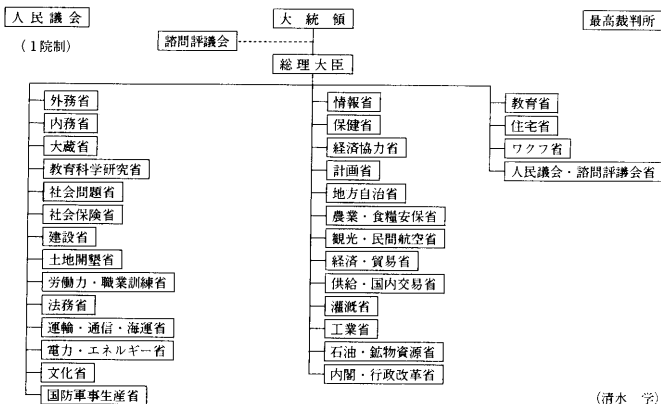 人民議会
(1院制)
大統領
諮問評議会
総理大臣
最高裁判所
外務省
内務省
大蔵省
教育科学研究省
社会問題省
社会保険省
建設省
土地開墾省
労働力・職業訓練省
法務省
運輸・通信・海運省
電力・エネルギー省
文化省
国防軍事生産省
情報省
保健省
経済協力省
計画省
地方自治省
農業・食糧安保省
観光・民間航空省
経済・貿易省
供給・国内交易省
灌漑省
工業省
石油・鉱物資源省
内閣・行政改革省
教育省
住宅省
ワクフ省
人民議会・諮問評議会省
(清水 学)